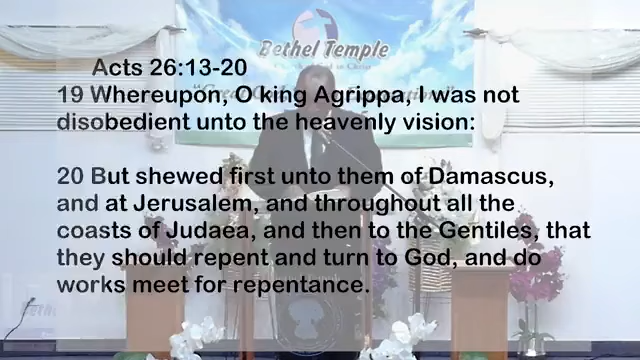 Bethel Temple
Acts 26:13-20
19 Whereupon, O king Agrippa, I was not
disobedient unto the heavenly vision:
20 But shewed first unto them of Damascus,
and at Jerusalem, and throughout all the
coasts of Judaea, and then to the Gentiles, that
they should repent and turn to God, and do
works meet for repentance.